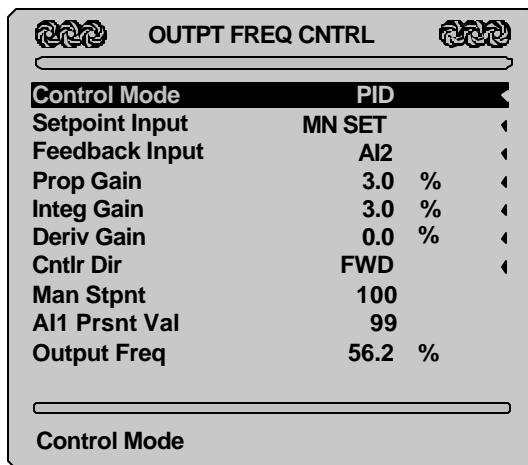 OUTPT FREQ CNTRL
Control Mode PID
Setpoint Input MN SET
Feedback Input AI2
Prop Gain 3.0 %
Integ Gain 3.0 %
Deriv Gain 0.0 %
Cntlr Dir FWD
Man Stpnt 100
AI1 Prsnt Val 99
Output Freq 56.2 %
Control Mode